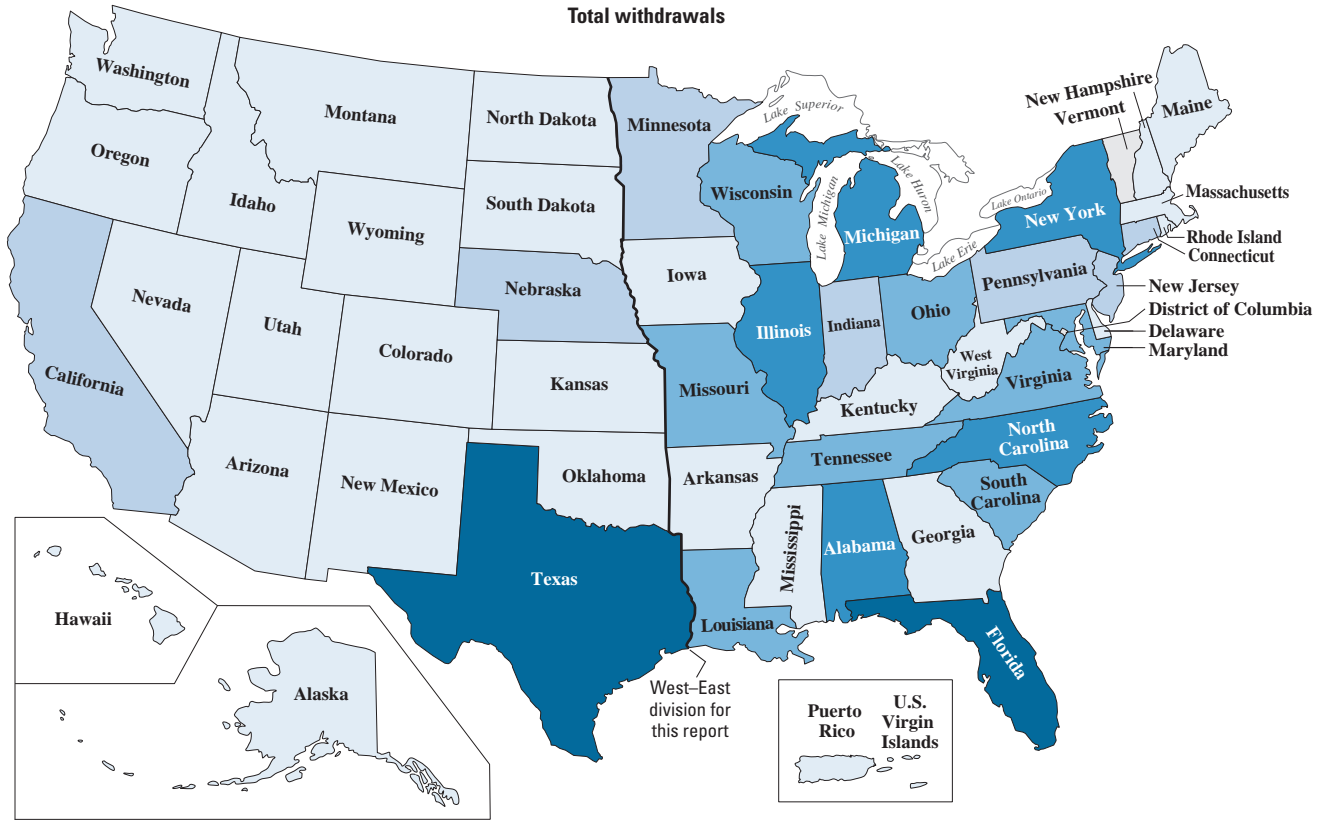 Total withdrawals
Washington
Oregon
California
Nevada
Idaho
Montana
Wyoming
Utah
Arizona
Colorado
New Mexico
North Dakota
South Dakota
Nebraska
Kansas
Oklahoma
Texas
Minnesota
Iowa
Missouri
Arkansas
Louisiana
Wisconsin
Illinois
Michigan
Indiana
Ohio
Kentucky
Tennessee
Mississippi
Alabama
Georgia
Florida
South
Carolina
North
Carolina
Virginia
West
Virginia
Pennsylvania
New York
Vermont
New Hampshire
Maine
Massachusetts
Rhode Island
Connecticut
New Jersey
District of Columbia
Delaware
Maryland
Lake Superior
Lake Michigan
Lake Huron
Lake Erie
Lake Ontario
Hawaii
Alaska
West–East
division for
this report
Puerto
Rico
U.S.
Virgin
Islands